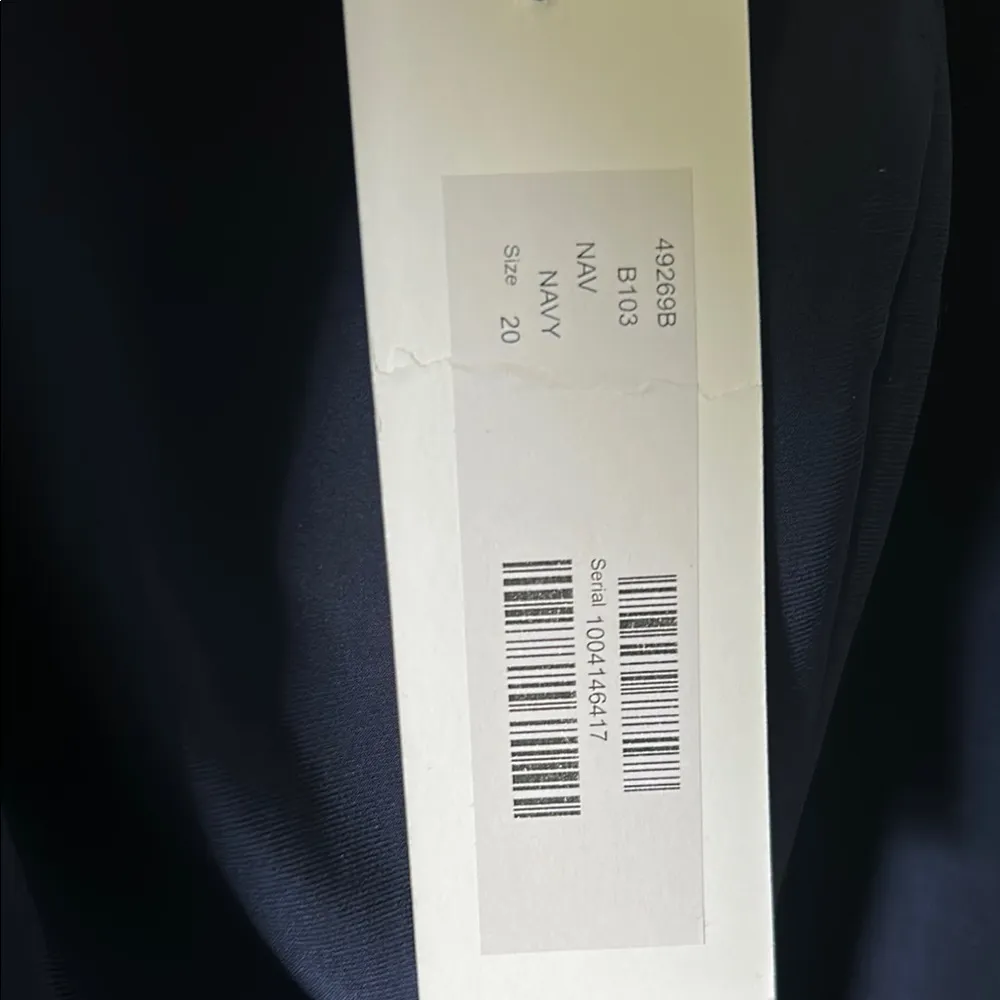 49269B
B103
NAV
NAVY
Size 20
Serial 1004146417